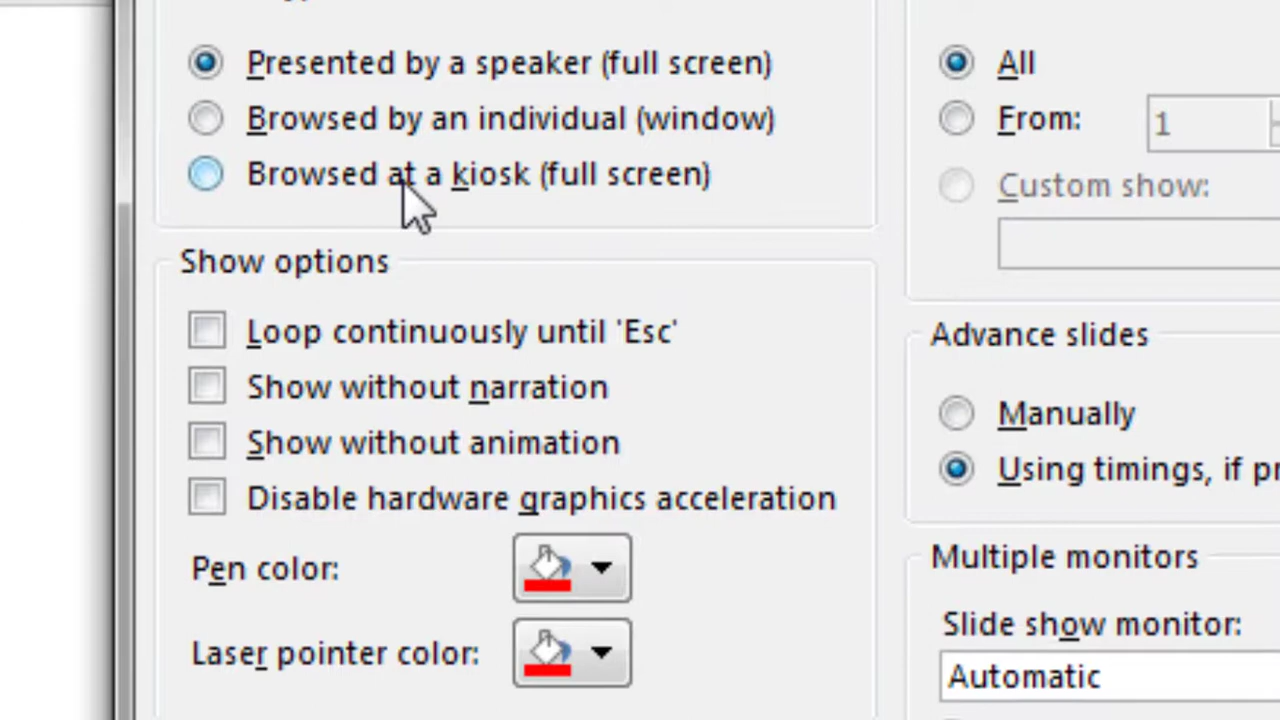 Presented by a speaker (full screen)
Browsed by an individual (window)
Browsed at a kiosk (full screen)
Show options
Loop continuously until 'Esc'
Show without narration
Show without animation
Disable hardware graphics acceleration
Pen color:
Laser pointer color:
All
From:
1
Custom show:
Advance slides
Manually
Using timings, if
Multiple monitors
Slide show monitor:
Automatic